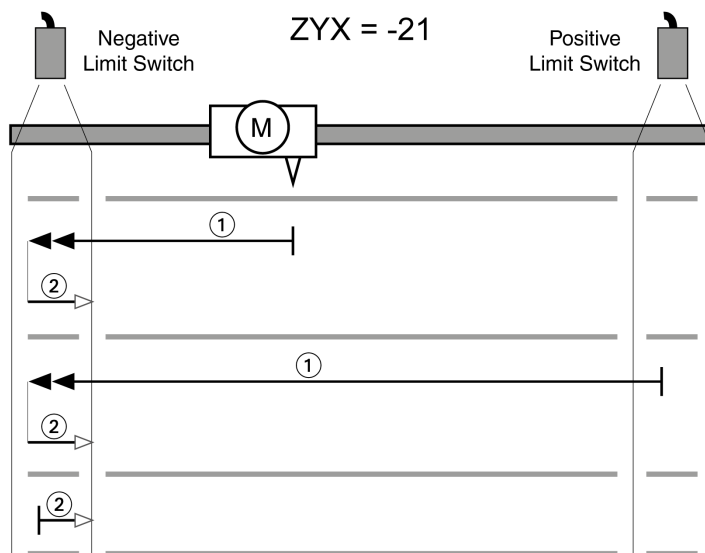 ZYX = -21
Negative
Limit Switch
Positive
Limit Switch
M
1
2
1
2
2